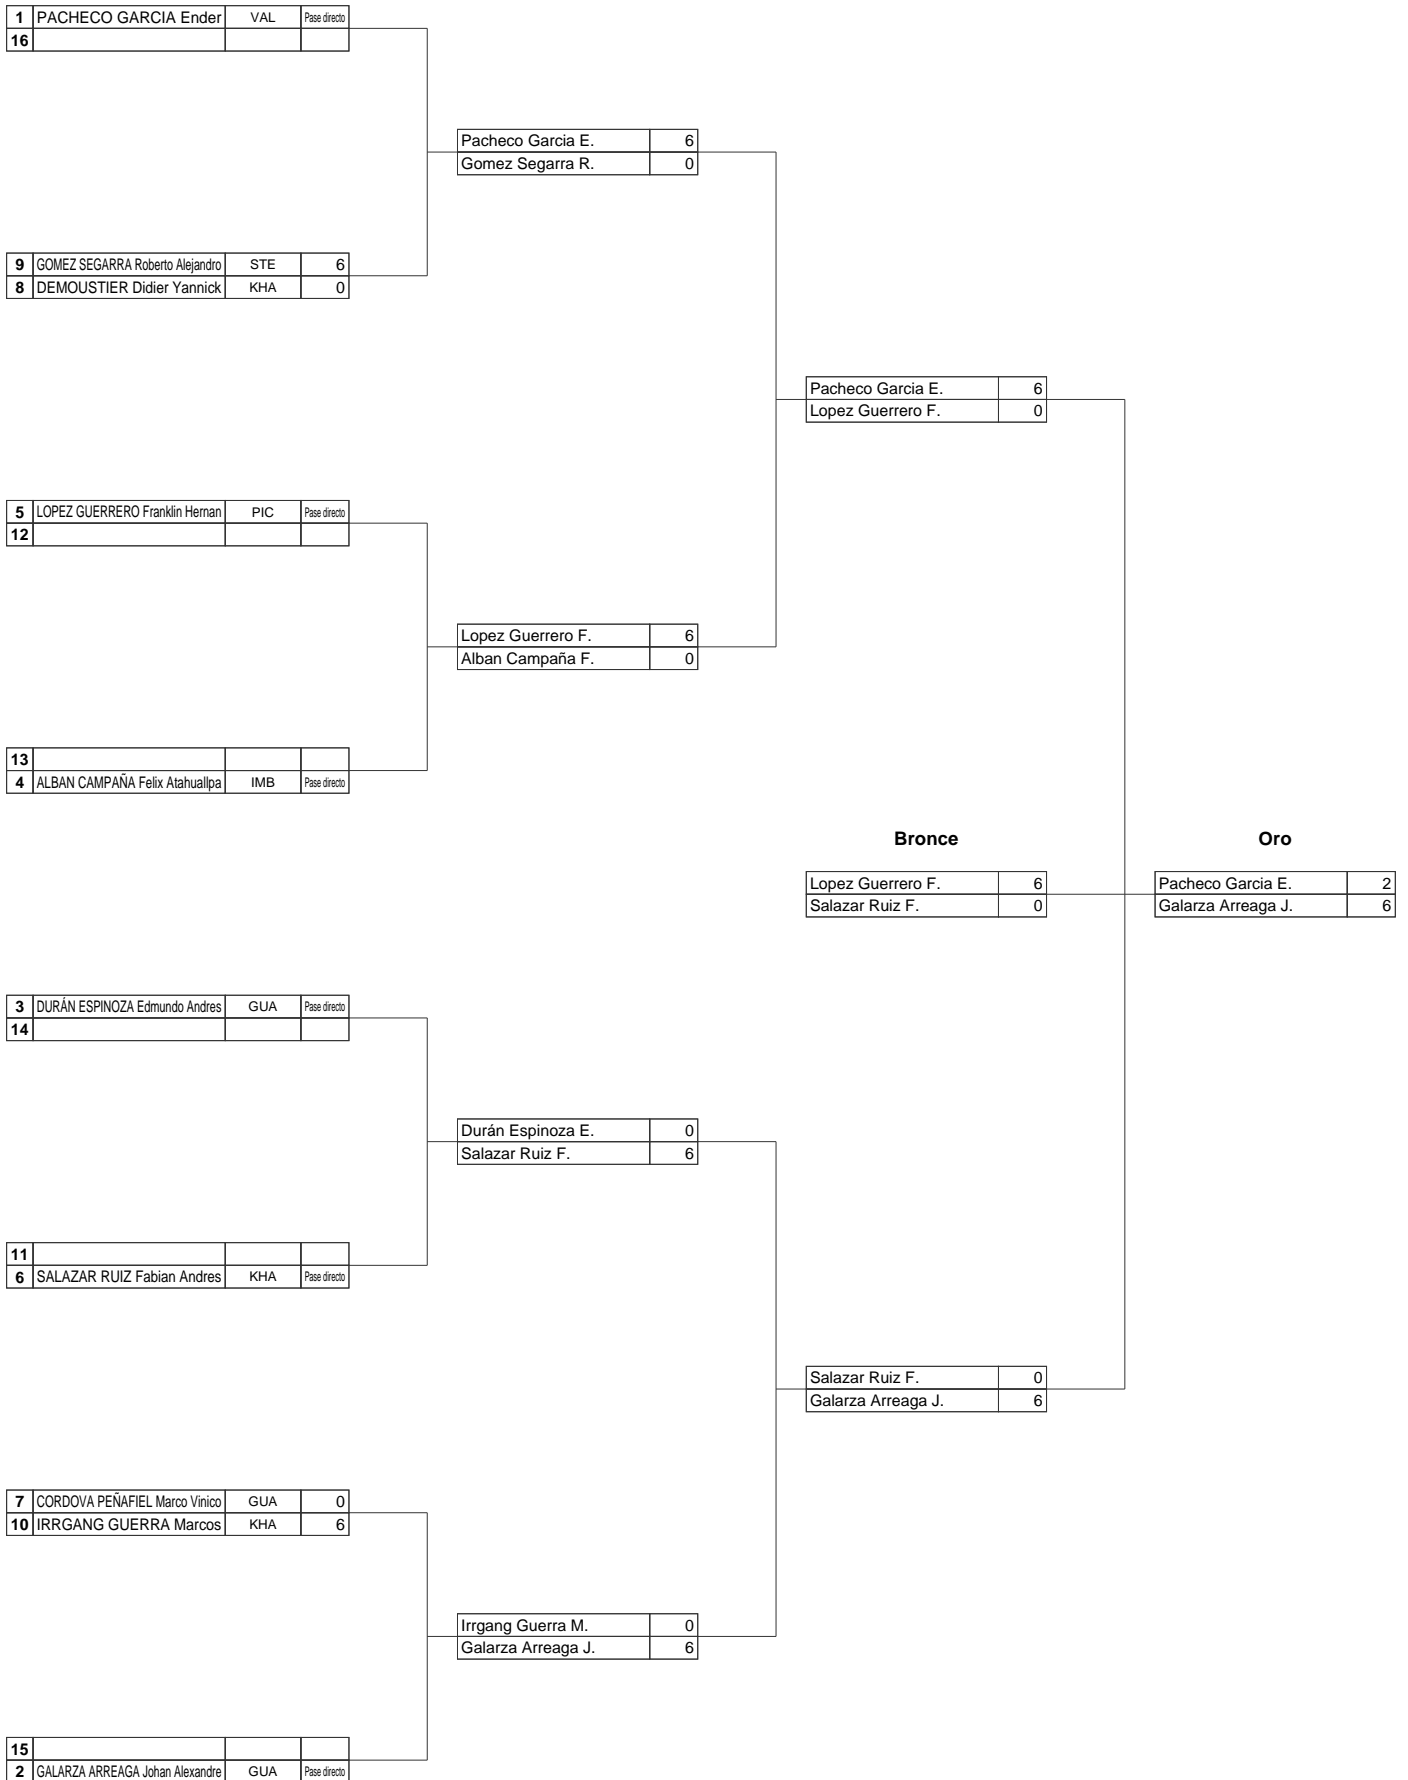 1 PACHECO GARCIA Ender VAL Pase directo
16
Pacheco Garcia E. 6
Gomez Segarra R. 0
9 GOMEZ SEGARRA Roberto Alejandro STE 6
8 DEMOUSTIER Didier Yannick KHA 0
Pacheco Garcia E. 6
Lopez Guerrero F. 0
5 LOPEZ GUERRERO Franklin Hernan PIC Pase directo
12
Lopez Guerrero F. 6
Alban Campaña F. 0
13
4 ALBAN CAMPAÑA Felix Atahuallpa IMB Pase directo
Bronce Oro
Lopez Guerrero F. 6 Pacheco Garcia E. 2
Salazar Ruiz F. 0 Galarza Arreaga J. 6
3 DURÁN ESPINOZA Edmundo Andres GUA Pase directo
14
Durán Espinoza E. 0
Salazar Ruiz F. 6
11
6 SALAZAR RUIZ Fabian Andres KHA Pase directo
Salazar Ruiz F. 0
Galarza Arreaga J. 6
7 CORDOVA PEÑAFIEL Marco Vinico GUA 0
10 IRRGANG GUERRA Marcos KHA 6
Irrgang Guerra M. 0
Galarza Arreaga J. 6
15
2 GALARZA ARREAGA Johan Alexandre GUA Pase directo